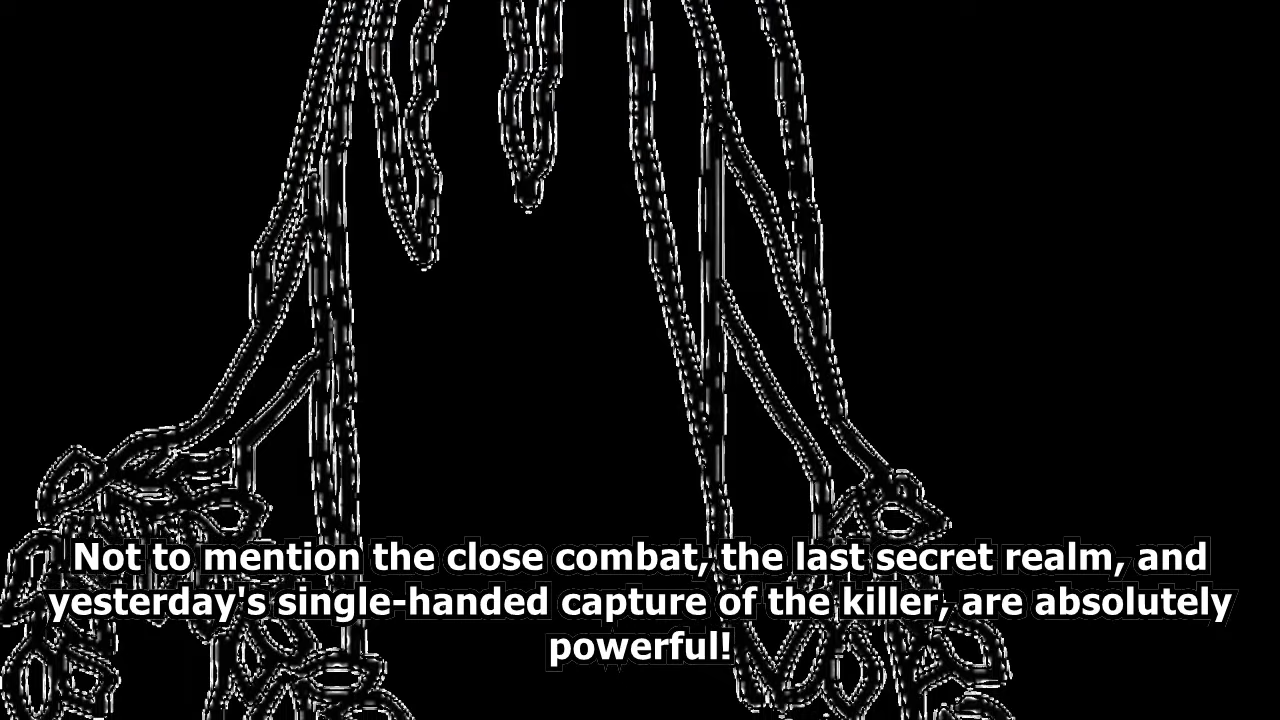 Not to mention the close combat, the last secret realm, and
yesterday's single-handed capture of the killer, are absolutely
powerful!